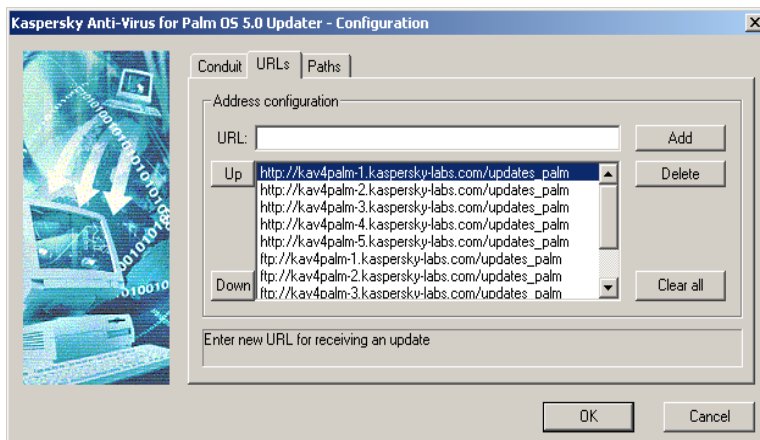 Kaspersky Anti-Virus for Palm OS 5.0 Updater - Configuration
Conduit URLs Paths
Address configuration
URL: Add
Up http://kav4palm-1.kaspersky-labs.com/updates_palm Delete
http://kav4palm-2.kaspersky-labs.com/updates_palm
http://kav4palm-3.kaspersky-labs.com/updates_palm
http://kav4palm-4.kaspersky-labs.com/updates_palm
http://kav4palm-5.kaspersky-labs.com/updates_palm
ftp://kav4palm-1.kaspersky-labs.com/updates_palm
ftp://kav4palm-2.kaspersky-labs.com/updates_palm
Down ftp://kav4palm-3.kaspersky-labs.com/updates_palm Clear all
Enter new URL for receiving an update
OK Cancel